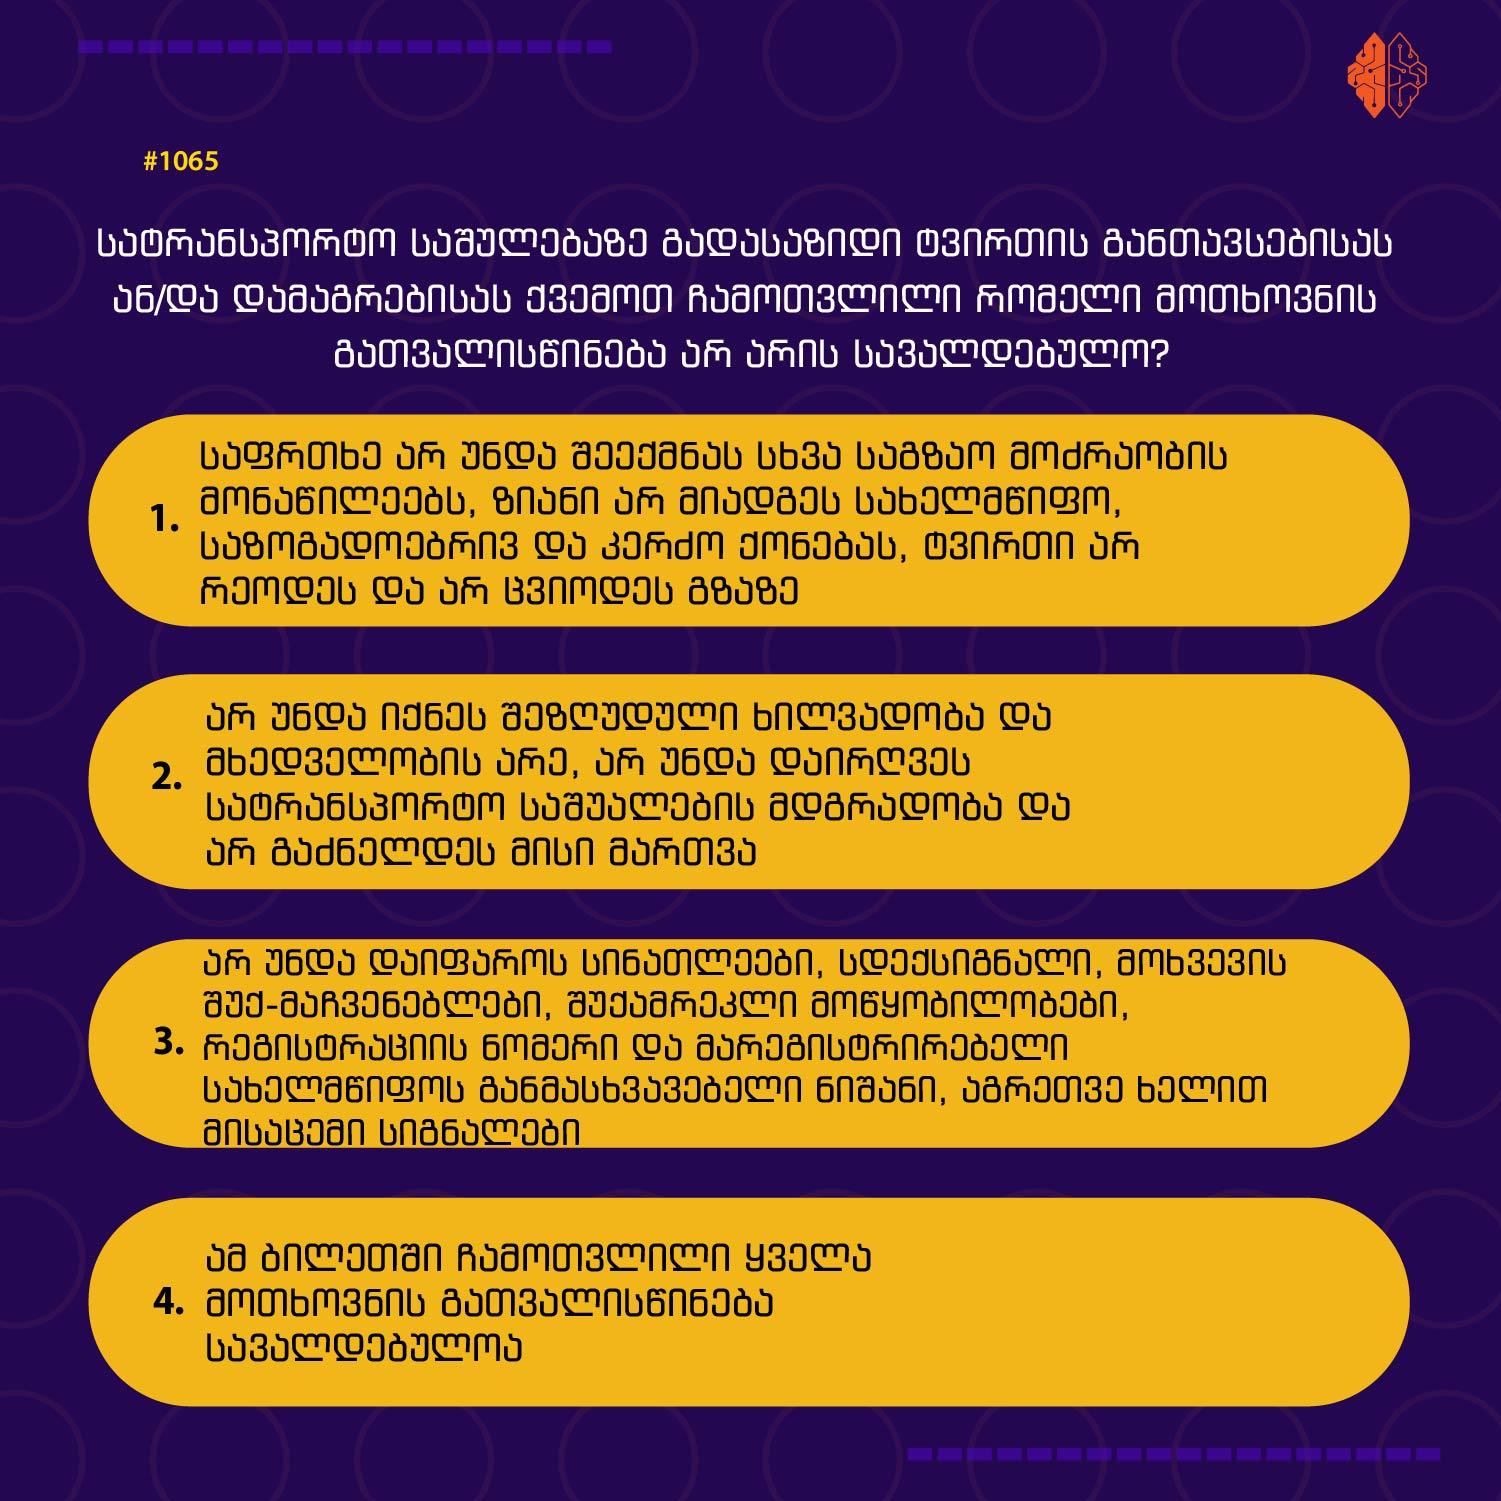 #1065
სატრანსპორტო საშულებაზე გადასაზიდი ტვირთის განთავსებისას
ან/და დამაგრებისას ქვემოთ ჩამოთვლილი რომელი მოთხოვნის
გათვალისწინება არ არის სავალდებულო?
საფრთხე არ უნდა შეექმნას სხვა საგზაო მოძრაობის
1. მონაწილეებს, ზიანი არ მიადგეს სახელმწიფო,
საზოგადოებრივ და კერძო ქონებას, ტვირთი არ
რეოდეს და არ ცვიოდეს გზაზე
არ უნდა იქნეს შეზღუდული ხილვადობა და
2. მხედველობის არე, არ უნდა დაირღვეს
სატრანსპორტო საშუალების მდგრადობა და
არ გაძნელდეს მისი მართვა
არ უნდა დაიფაროს სინათლეები, სდექსიგნალი, მოხვევის
შუქ-მაჩვენებლები, შუქამრეკლი მოწყობილობები,
3. რეგისტრაციის ნომერი და მარეგისტრირებელი
სახელმწიფოს განმასხვავებელი ნიშანი, აგრეთვე ხელით
მისაცემი სიგნალები
ამ ბილეთში ჩამოთვლილი ყველა
4. მოთხოვნის გათვალისწინება
სავალდებულოა